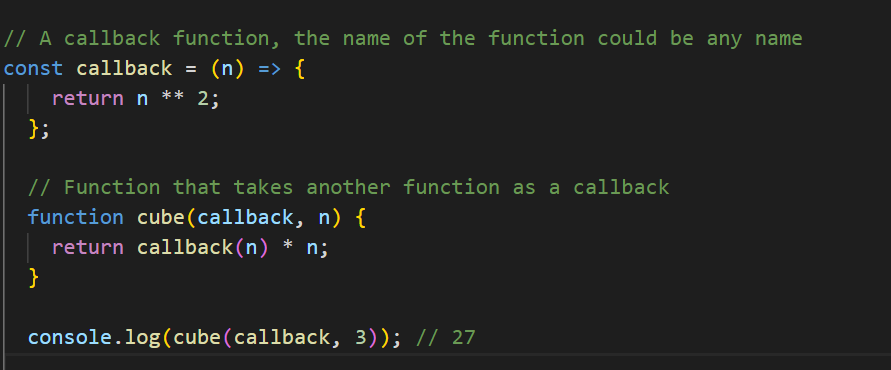 // A callback function, the name of the function could be any name
const callback = (n) => {
return n ** 2;
};
// Function that takes another function as a callback
function cube(callback, n) {
return callback(n) * n;
}
console.log(cube(callback, 3)); // 27